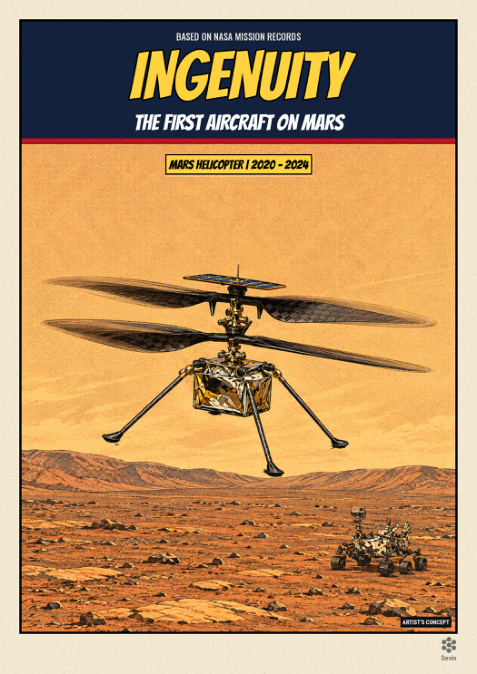 BASED ON NASA MISSION RECORDS
INGENUITY
THE FIRST AIRCRAFT ON MARS
MARS HELICOPTER | 2020 - 2024
ARTIST'S CONCEPT
Devin